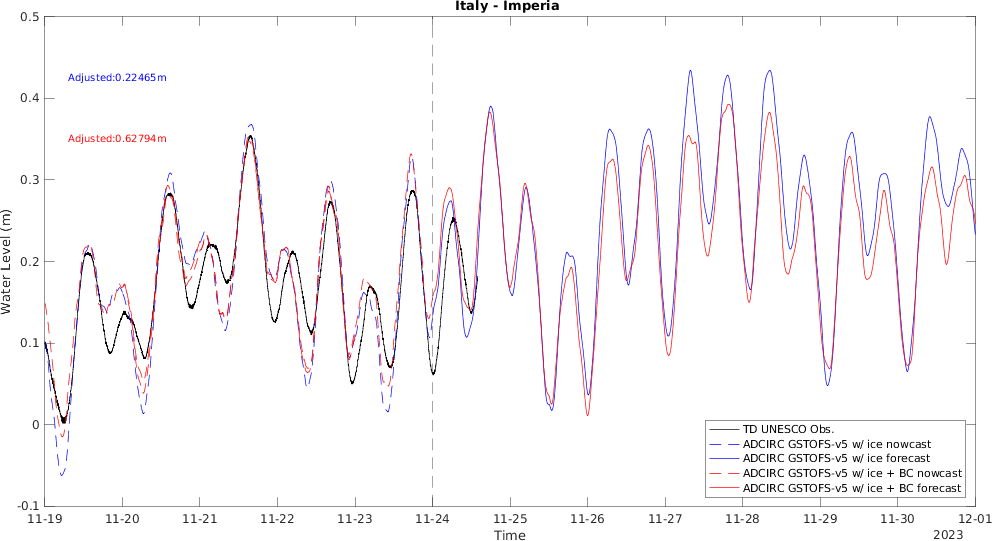 Italy - Imperia
Adjusted:0.22465m
Adjusted:0.62794m
Water Level (m)
0.5
0.4
0.3
0.2
0.1
0
-0.1
11-19 11-20 11-21 11-22 11-23 11-24 11-25 11-26 11-27 11-28 11-29 11-30 12-01
Time
2023
TD UNESCO Obs.
ADCIRC GSTOFS-v5 w/ ice nowcast
ADCIRC GSTOFS-v5 w/ ice forecast
ADCIRC GSTOFS-v5 w/ ice + BC nowcast
ADCIRC GSTOFS-v5 w/ ice + BC forecast